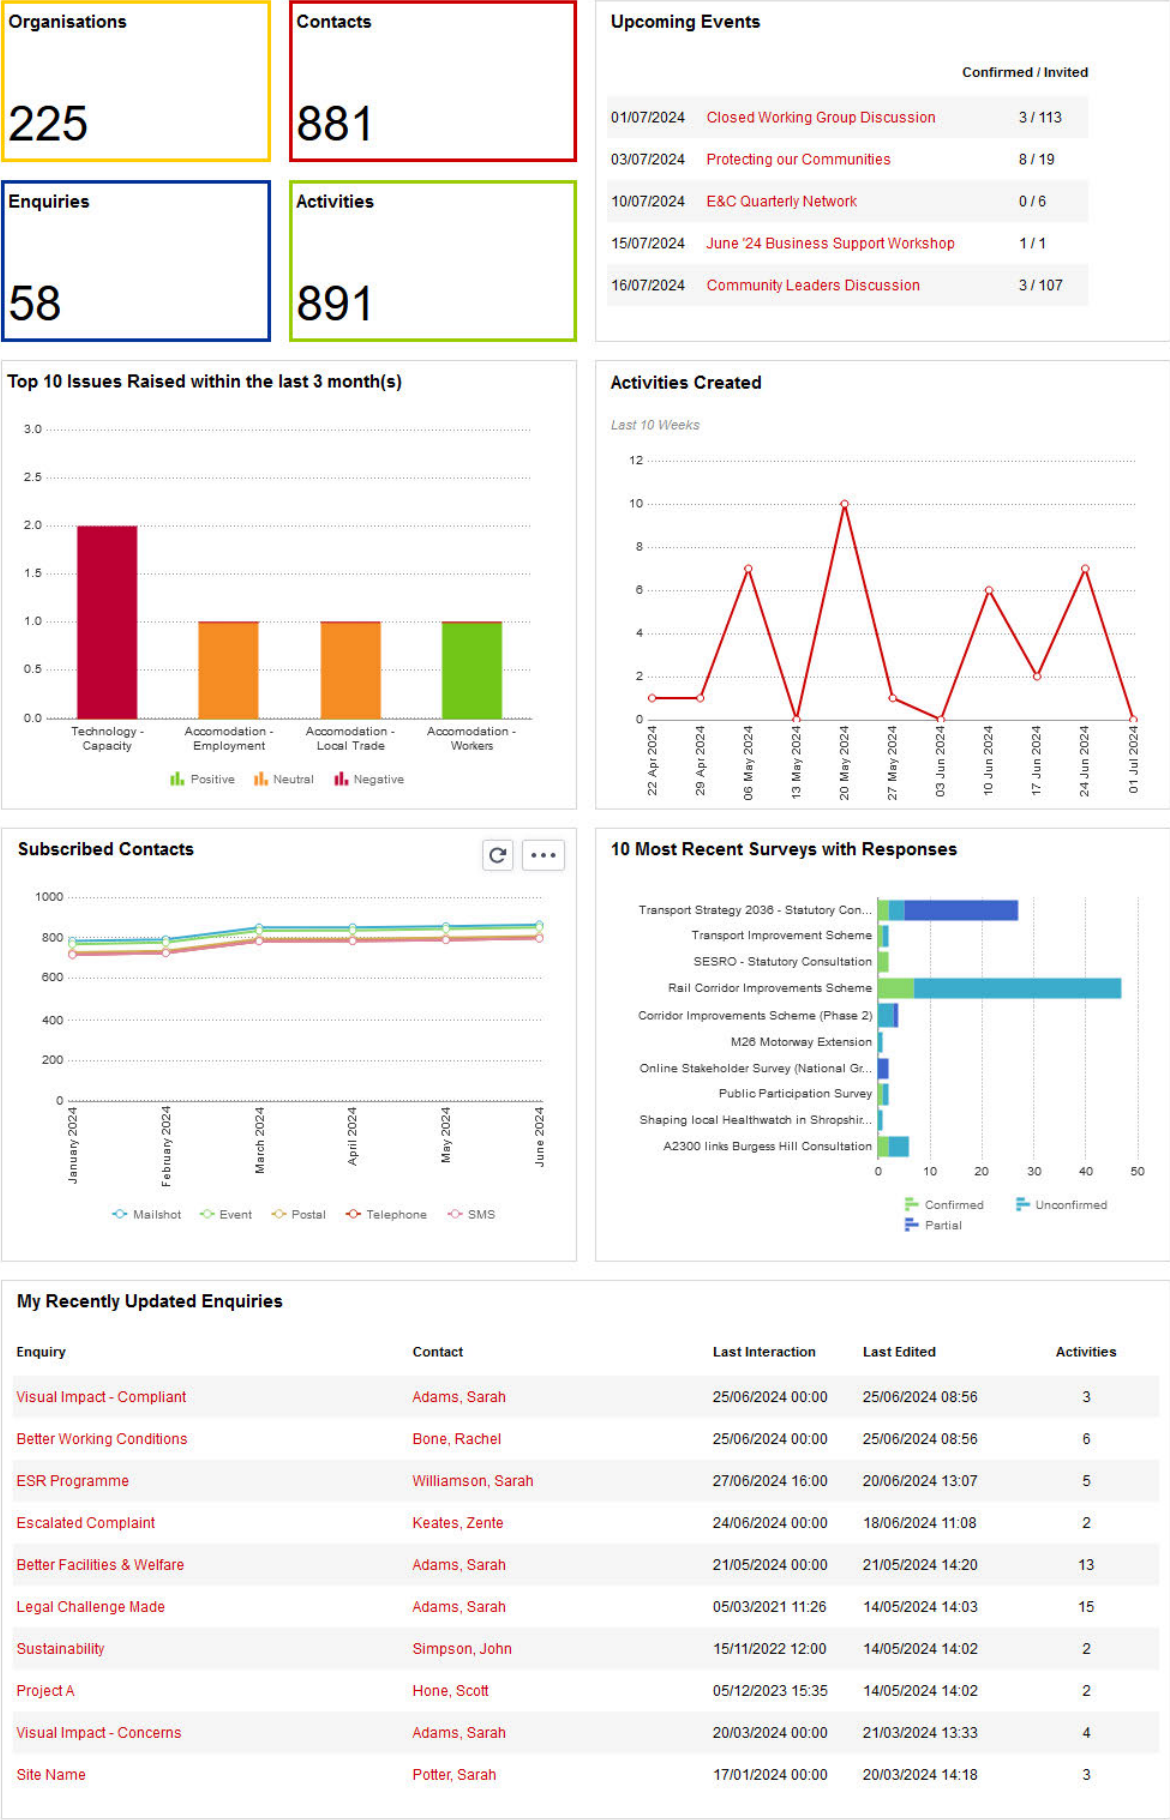 Organisations
225
Contacts
881
Enquiries
58
Activities
891
Upcoming Events
Confirmed / Invited
01/07/2024 Closed Working Group Discussion 3 / 113
03/07/2024 Protecting our Communities 8 / 19
10/07/2024 E&C Quarterly Network 0 / 6
15/07/2024 June '24 Business Support Workshop 1 / 1
16/07/2024 Community Leaders Discussion 3 / 107
Top 10 Issues Raised within the last 3 month(s)
3.0
2.5
2.0
1.5
1.0
0.5
0.0
Technology - Capacity
Accomodation - Employment
Accomodation - Local Trade
Accomodation - Workers
Positive Neutral Negative
Activities Created
Last 10 Weeks
12
10
8
6
4
2
0
22 Apr 2024
29 Apr 2024
06 May 2024
13 May 2024
20 May 2024
27 May 2024
03 Jun 2024
10 Jun 2024
17 Jun 2024
24 Jun 2024
01 Jul 2024
Subscribed Contacts
1000
800
600
400
200
0
January 2024
February 2024
March 2024
April 2024
May 2024
June 2024
Mailshot Event Postal Telephone SMS
10 Most Recent Surveys with Responses
Transport Strategy 2036 - Statutory Con...
Transport Improvement Scheme
SESRO - Statutory Consultation
Rail Corridor Improvements Scheme
Corridor Improvements Scheme (Phase 2)
M26 Motorway Extension
Online Stakeholder Survey (National Gr...
Public Participation Survey
Shaping local Healthwatch in Shropshir...
A2300 links Burgess Hill Consultation
0 10 20 30 40 50
Confirmed Unconfirmed
Partial
My Recently Updated Enquiries
Enquiry Contact Last Interaction Last Edited Activities
Visual Impact - Compliant Adams, Sarah 25/06/2024 00:00 25/06/2024 08:56 3
Better Working Conditions Bone, Rachel 25/06/2024 00:00 25/06/2024 08:56 6
ESR Programme Williamson, Sarah 27/06/2024 16:00 20/06/2024 13:07 5
Escalated Complaint Keates, Zente 24/06/2024 00:00 18/06/2024 11:08 2
Better Facilities & Welfare Adams, Sarah 21/05/2024 00:00 21/05/2024 14:20 13
Legal Challenge Made Adams, Sarah 05/03/2021 11:26 14/05/2024 14:03 15
Sustainability Simpson, John 15/11/2022 12:00 14/05/2024 14:02 2
Project A Hone, Scott 05/12/2023 15:35 14/05/2024 14:02 2
Visual Impact - Concerns Adams, Sarah 20/03/2024 00:00 21/03/2024 13:33 4
Site Name Potter, Sarah 17/01/2024 00:00 20/03/2024 14:18 3